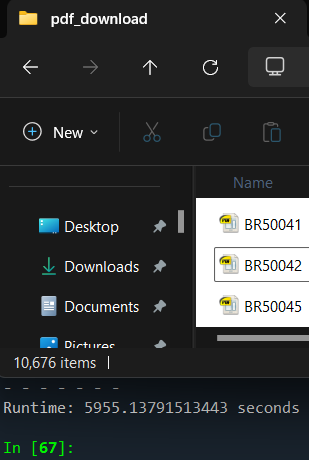 pdf_download
New
Name
Desktop
BR50041
Downloads
BR50042
Documents
BR50045
Pictures
10,676 items
- - - - - - -
Runtime: 5955.13791513443 seconds
In [67]: